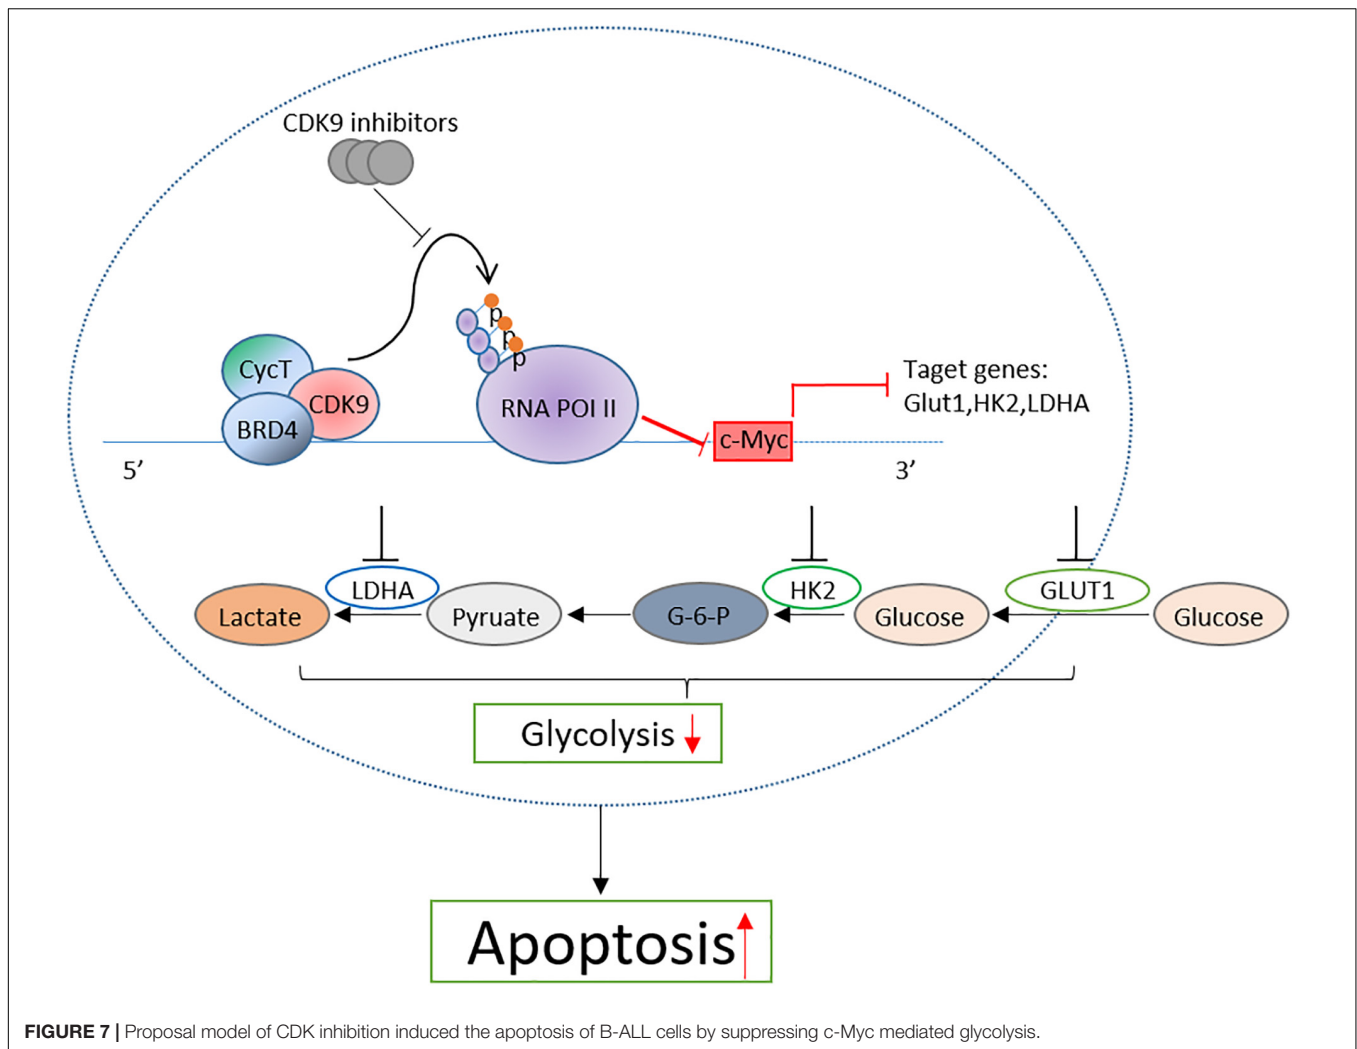 CDK9 inhibitors
p
p
p
CycT
CDK9
BRD4
RNA POI II
c-Myc
Taget genes:
Glut1,HK2,LDHA
5’
3’
LDHA
HK2
GLUT1
Lactate
Pyruate
G-6-P
Glucose
Glucose
Glycolysis
Apoptosis
FIGURE 7 | Proposal model of CDK inhibition induced the apoptosis of B-ALL cells by suppressing c-Myc mediated glycolysis.